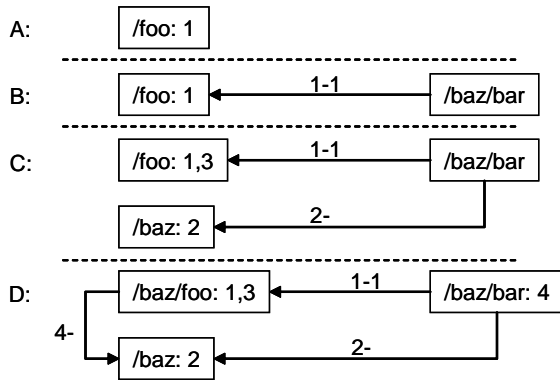 A: /foo: 1
B: /foo: 1 1-1 /baz/bar
C: /foo: 1,3 1-1 /baz/bar
/baz: 2 2-
D: /baz/foo: 1,3 1-1 /baz/bar: 4
4-
/baz: 2 2-